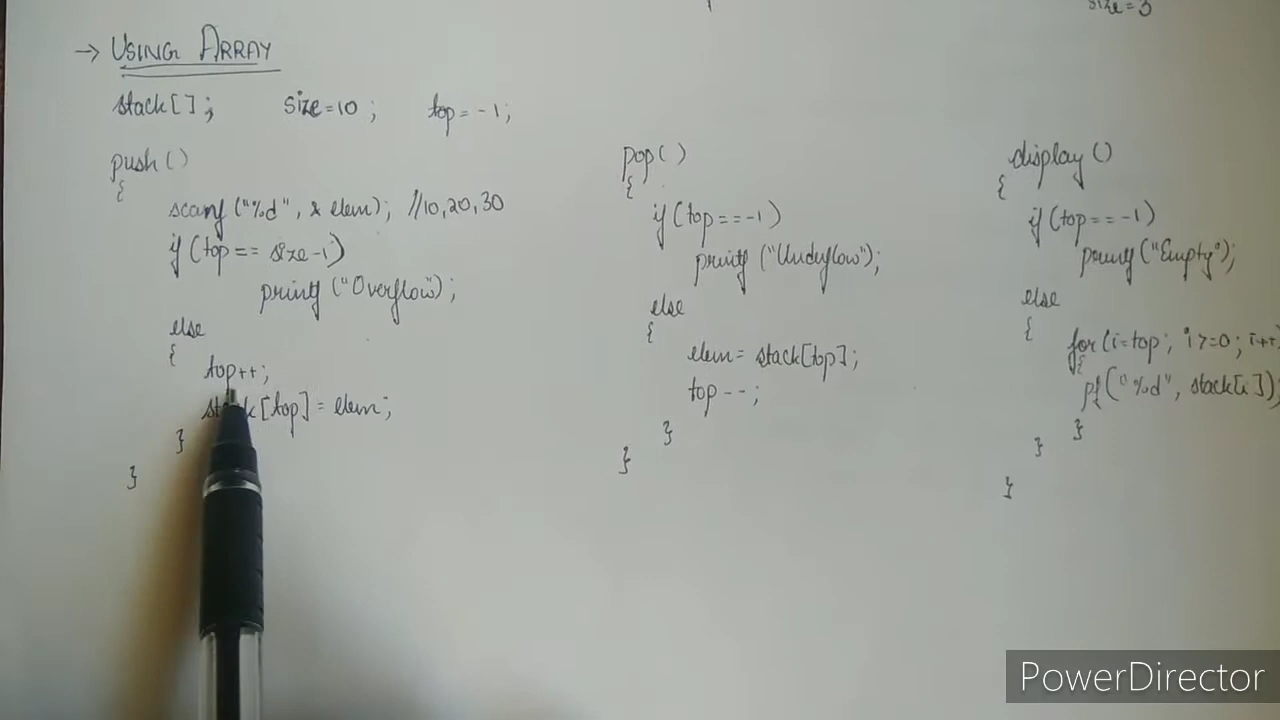 size=3
→ USING ARRAY
stack[]; size=10; top=-1;
push()
{
scanf("%d", & elem); //10,20,30
if(top== size-1)
printf("Overflow");
else
{
top++;
stack[top]=elem;
}
}
pop()
{
if(top==-1)
printf("Underflow");
else
{
elem= stack[top];
top--;
}
}
display()
{
if(top==-1)
printf("Empty");
else
{
for(i=top; i>=0; i++)
{
pf("%d", stack[i]);
}
}
}
PowerDirector